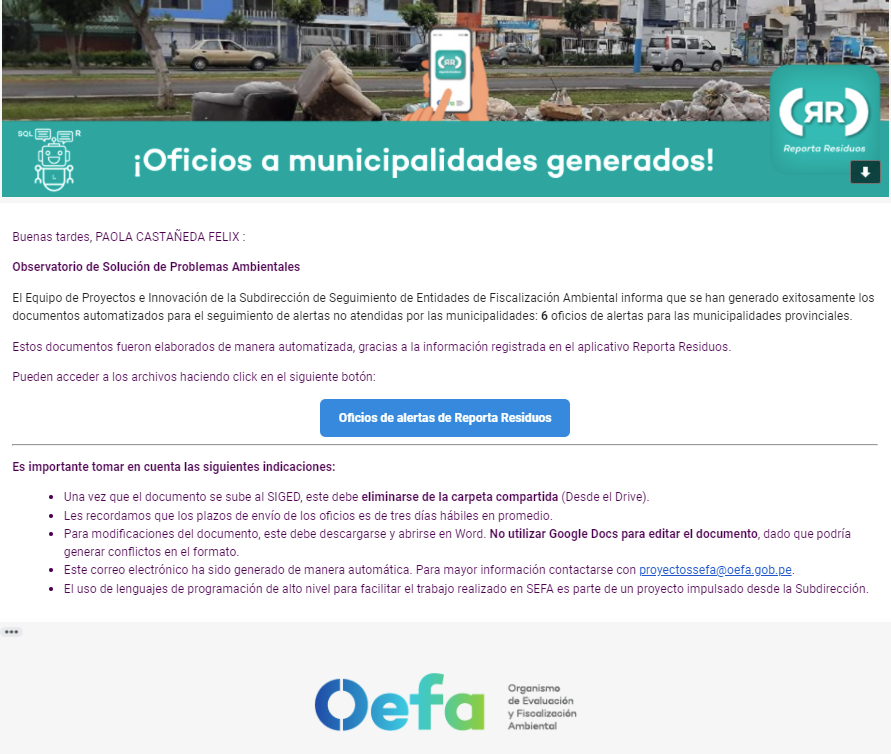 SQL
R
L
¡Oficios a municipalidades generados!
(RR)
Reporta Residuos
Buenas tardes, PAOLA CASTAÑEDA FELIX :
Observatorio de Solución de Problemas Ambientales
El Equipo de Proyectos e Innovación de la Subdirección de Seguimiento de Entidades de Fiscalización Ambiental informa que se han generado exitosamente los
documentos automatizados para el seguimiento de alertas no atendidas por las municipalidades: 6 oficios de alertas para las municipalidades provinciales.
Estos documentos fueron elaborados de manera automatizada, gracias a la información registrada en el aplicativo Reporta Residuos.
Pueden acceder a los archivos haciendo click en el siguiente botón:
Oficios de alertas de Reporta Residuos
Es importante tomar en cuenta las siguientes indicaciones:
• Una vez que el documento se sube al SIGED, este debe eliminarse de la carpeta compartida (Desde el Drive).
• Les recordamos que los plazos de envío de los oficios es de tres días hábiles en promedio.
• Para modificaciones del documento, este debe descargarse y abrirse en Word. No utilizar Google Docs para editar el documento, dado que podría
generar conflictos en el formato.
• Este correo electrónico ha sido generado de manera automática. Para mayor información contactarse con proyectossefa@oefa.gob.pe.
• El uso de lenguajes de programación de alto nivel para facilitar el trabajo realizado en SEFA es parte de un proyecto impulsado desde la Subdirección.
Oefa
Organismo
de Evaluación
y Fiscalización
Ambiental